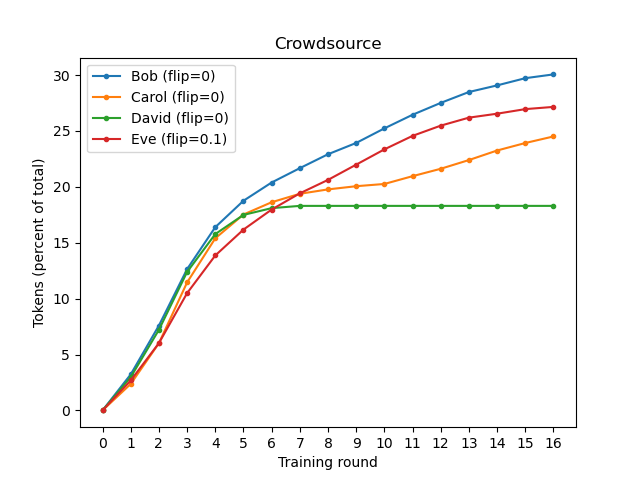 Crowdsource
Bob (flip=0)
Carol (flip=0)
David (flip=0)
Eve (flip=0.1)
Tokens (percent of total)
30
25
20
15
10
5
0
0 1 2 3 4 5 6 7 8 9 10 11 12 13 14 15 16
Training round